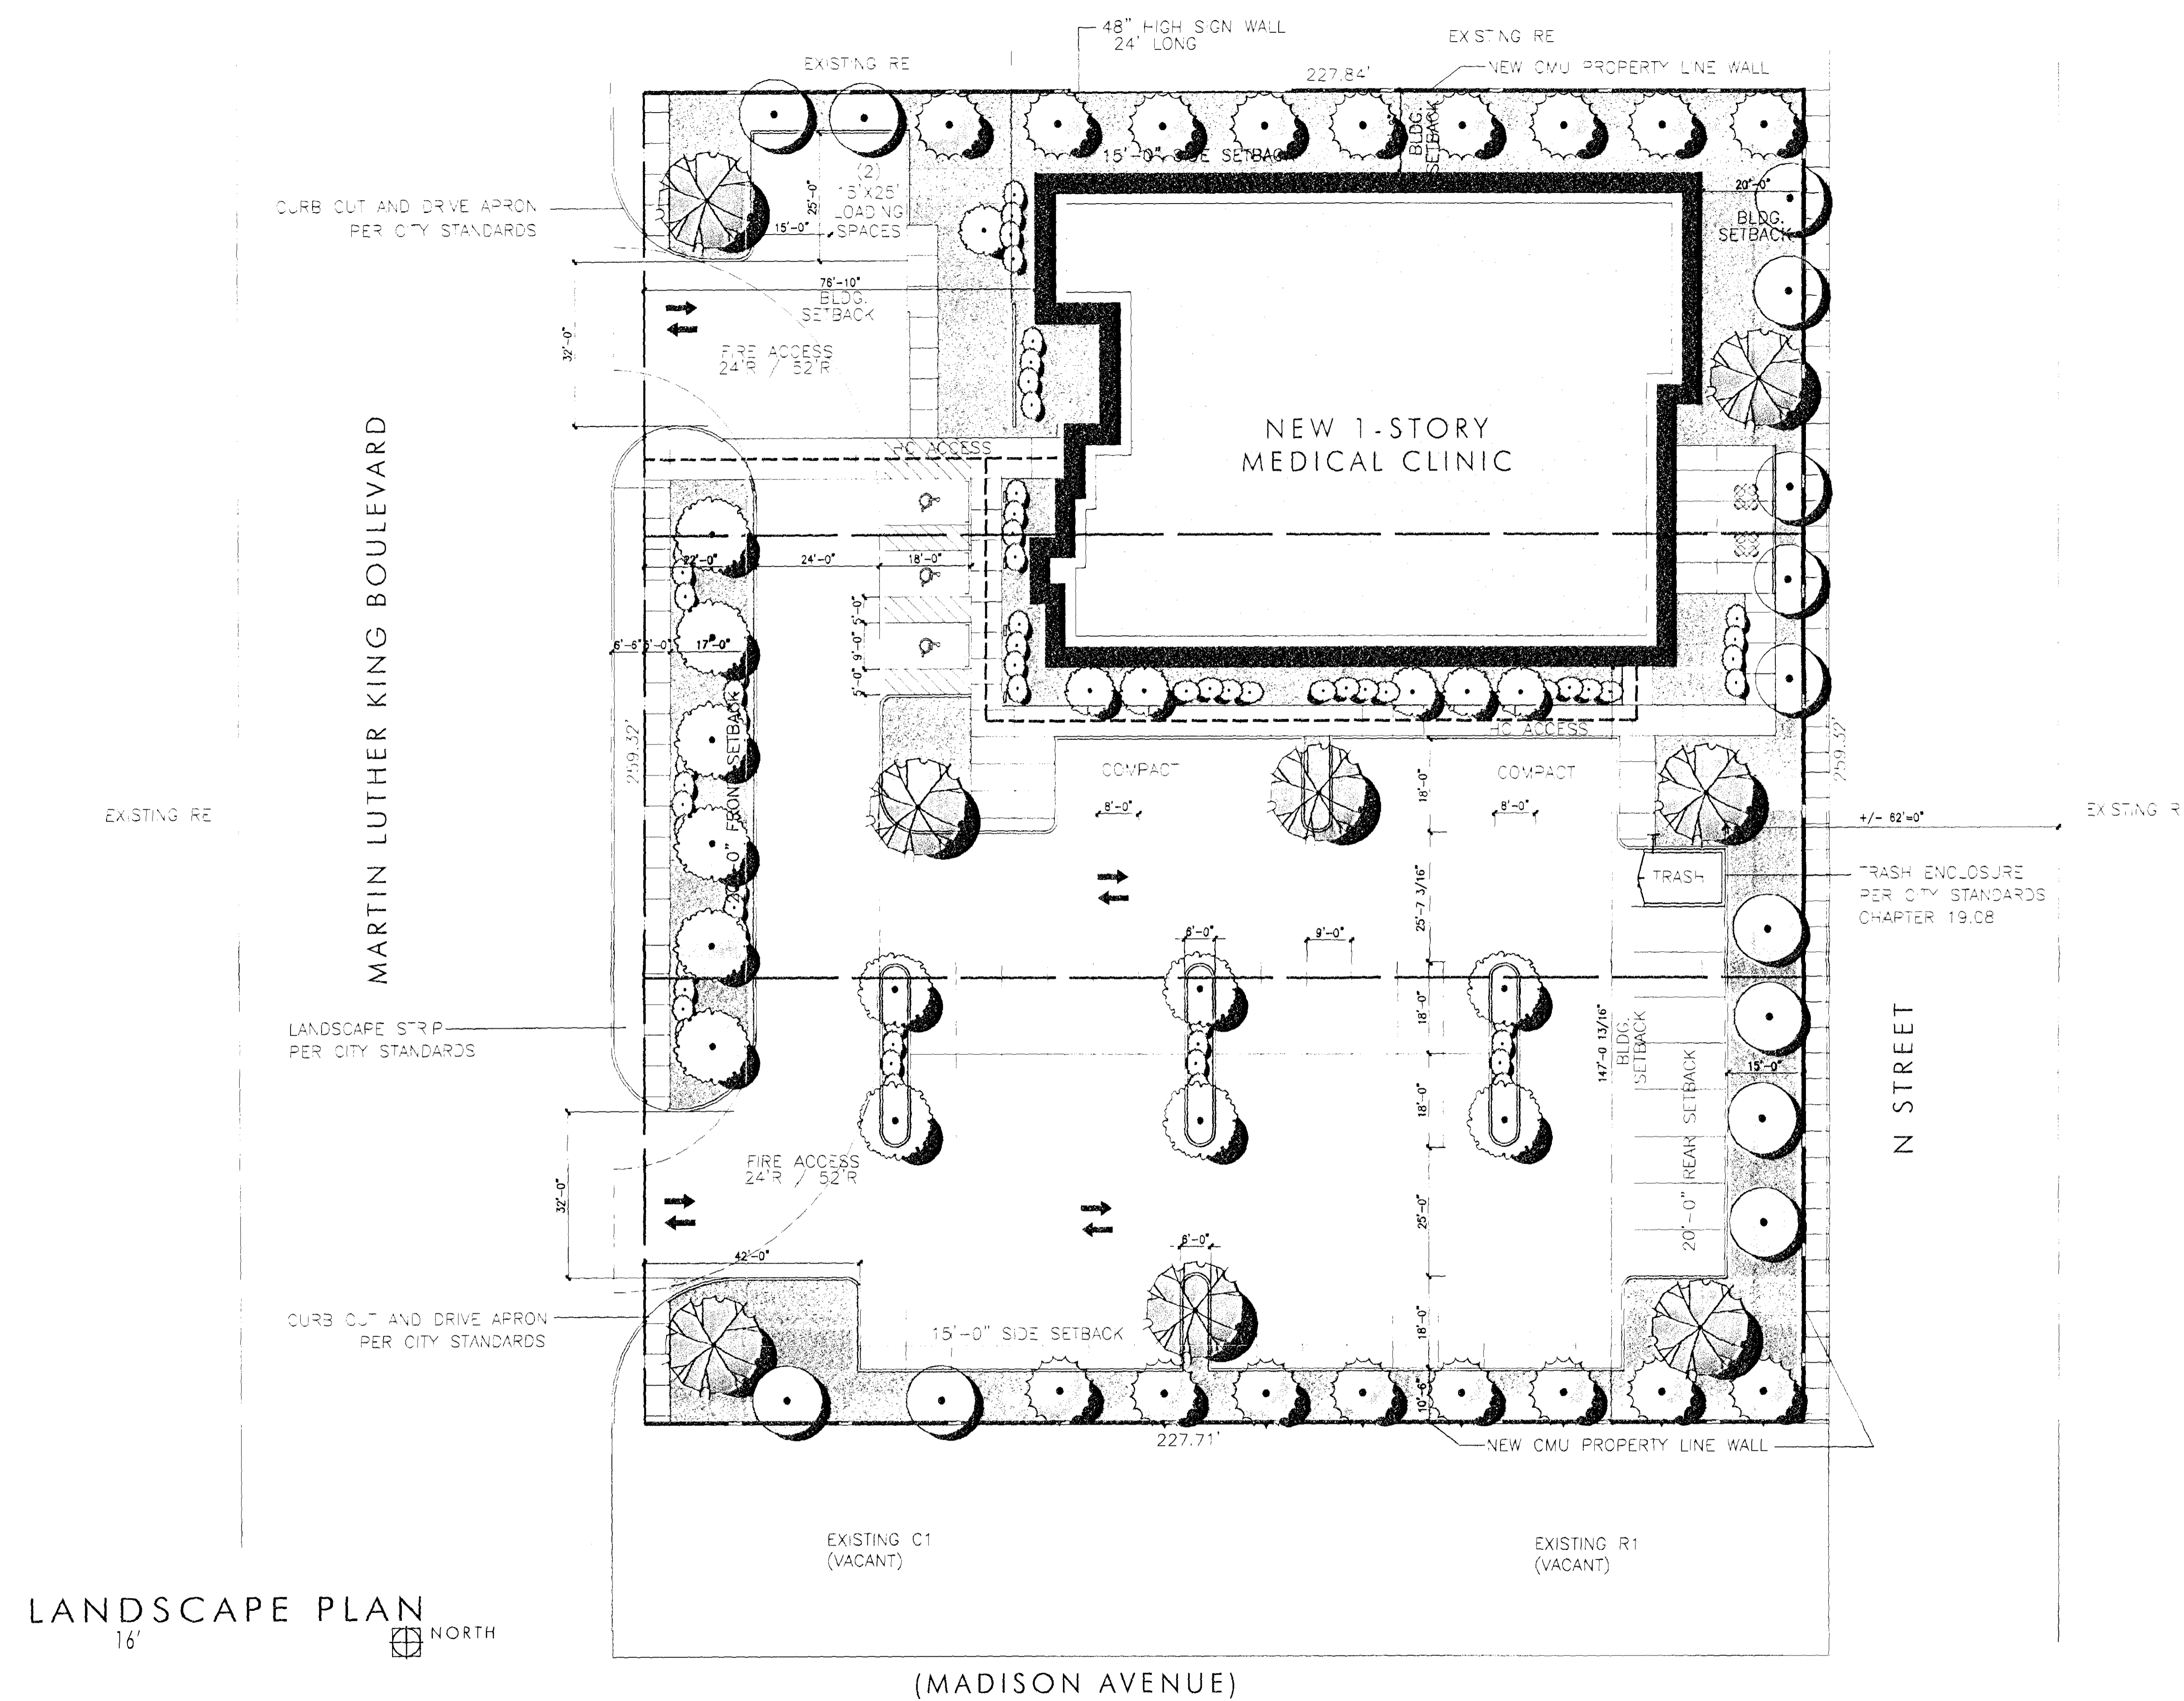 48" HIGH SIGN WALL
24' LONG
EXISTING RE
EXISTING RE
227.84'
NEW CMU PROPERTY LINE WALL
BLDG.
SETBACK
15'-0" SIDE SETBACK
(2)
15'X25'
LOADING
SPACES
25'-0"
15'-0"
20'-0"
BLDG.
SETBACK
CURB CUT AND DRIVE APRON
PER CITY STANDARDS
76'-10"
BLDG.
SETBACK
32'-0"
FIRE ACCESS
24'R / 52'R
NEW 1-STORY
MEDICAL CLINIC
HC ACCESS
MARTIN LUTHER KING BOULEVARD
22'-0"
24'-0"
18'-0"
5'-0"
9'-0"
5'-0"
6'-6"
5'-0"
17'-0"
259.32'
20'-0" FRONT SETBACK
HC ACCESS
259.32'
COMPACT
COMPACT
8'-0"
8'-0"
18'-0"
EXISTING RE
+/- 62'=0"
EXISTING R
TRASH
TRASH ENCLOSURE
PER CITY STANDARDS
CHAPTER 19.08
25'-7 3/16"
6'-0"
9'-0"
18'-0"
18'-0"
147'-0 13/16"
BLDG.
SETBACK
20'-0" REAR SETBACK
15'-0"
N STREET
LANDSCAPE STRIP
PER CITY STANDARDS
FIRE ACCESS
24'R / 52'R
32'-0"
25'-0"
6'-0"
42'-0"
CURB CUT AND DRIVE APRON
PER CITY STANDARDS
15'-0" SIDE SETBACK
18'-0"
10'-6"
227.71'
NEW CMU PROPERTY LINE WALL
EXISTING C1
(VACANT)
EXISTING R1
(VACANT)
LANDSCAPE PLAN
16'
NORTH
(MADISON AVENUE)